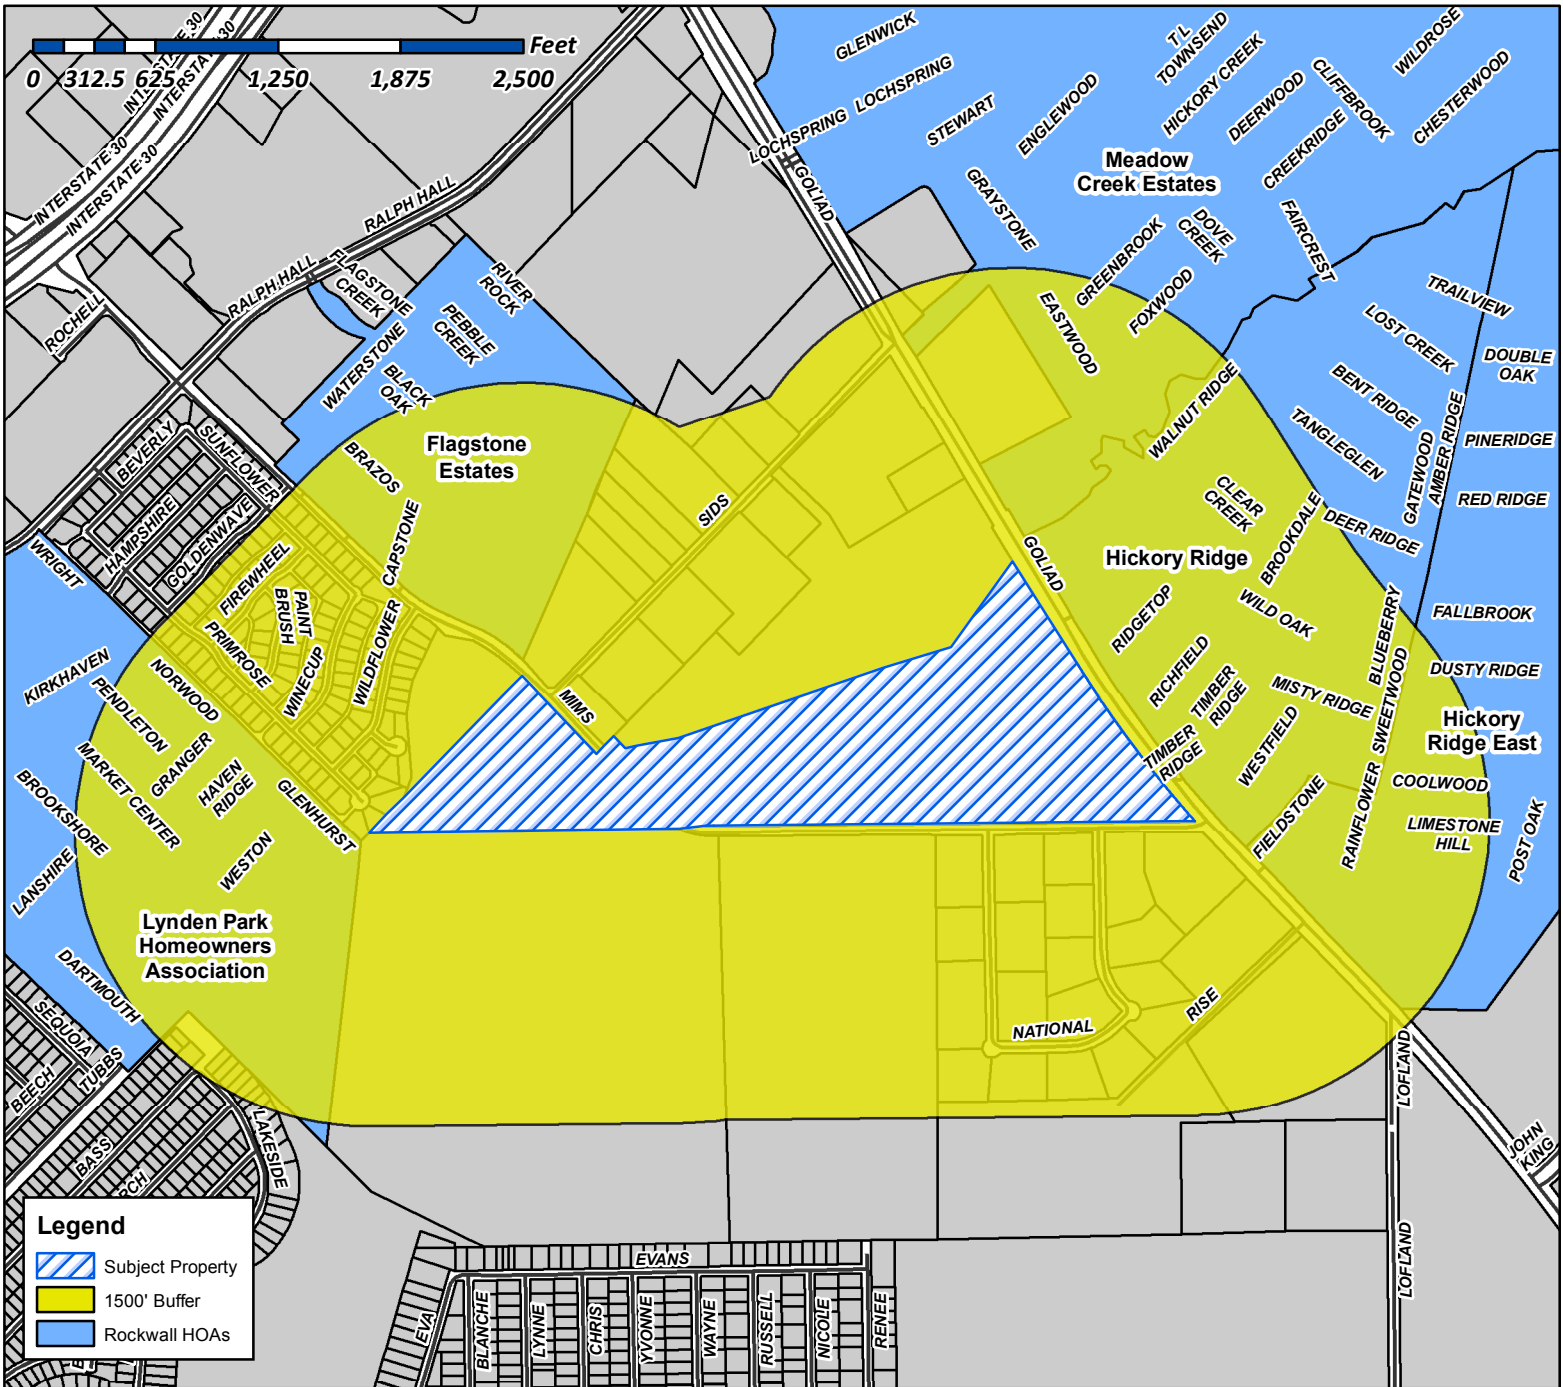 Feet
0 312.5 625 1,250 1,875 2,500
INTERSTATE 30
INTERSTATE 30
INTERSTATE 30
INTERSTATE 30
GLENWICK
LOCHSPRING
LOCHSPRING
STEWART
ENGLEWOOD
T L
TOWNSEND
HICKORY CREEK
DEERWOOD
CLIFFBROOK
WILDROSE
CHESTERWOOD
CREEKRIDGE
Meadow
Creek Estates
GRAYSTONE
GOLIAD
RALPH HALL
RALPH HALL
FLAGSTONE
CREEK
RIVER
ROCK
GREENBROOK
DOVE
CREEK
FAIRCREST
FOXWOOD
EASTWOOD
TRAILVIEW
LOST CREEK
DOUBLE
OAK
BENT RIDGE
ROCHELL
WATERSTONE
PEBBLE
CREEK
BLACK
OAK
WALNUT RIDGE
TANGLEGLEN
GATEWOOD
AMBER RIDGE
PINERIDGE
RED RIDGE
BEVERLY
SUNFLOWER
Flagstone
Estates
BRAZOS
CAPSTONE
SIDS
CLEAR
CREEK
BROOKDALE
DEER RIDGE
HAMPSHIRE
GOLDENWAVE
WRIGHT
FIREWHEEL
PAINT
BRUSH
GOLIAD
Hickory Ridge
RIDGETOP
WILD OAK
BLUEBERRY
FALLBROOK
PRIMROSE
WINECUP
WILDFLOWER
KIRKHAVEN
NORWOOD
PENDLETON
MIMS
RICHFIELD
TIMBER
RIDGE
MISTY RIDGE
SWEETWOOD
DUSTY RIDGE
Hickory
Ridge East
GRANGER
MARKET CENTER
HAVEN
RIDGE
GLENHURST
BROOKSHORE
TIMBER
RIDGE
WESTFIELD
RAINFLOWER
COOLWOOD
FIELDSTONE
LIMESTONE
HILL
POST OAK
WESTON
LANSHIRE
Lynden Park
Homeowners
Association
DARTMOUTH
SEQUOIA
TUBBS
BEECH
NATIONAL
RISE
LOFLAND
BASS
LAKESIDE
JOHN
KING
LOFLAND
EVANS
EVA
BLANCHE
LYNNE
CHRIS
YVONNE
WAYNE
RUSSELL
NICOLE
RENEE
Legend
Subject Property
1500' Buffer
Rockwall HOAs